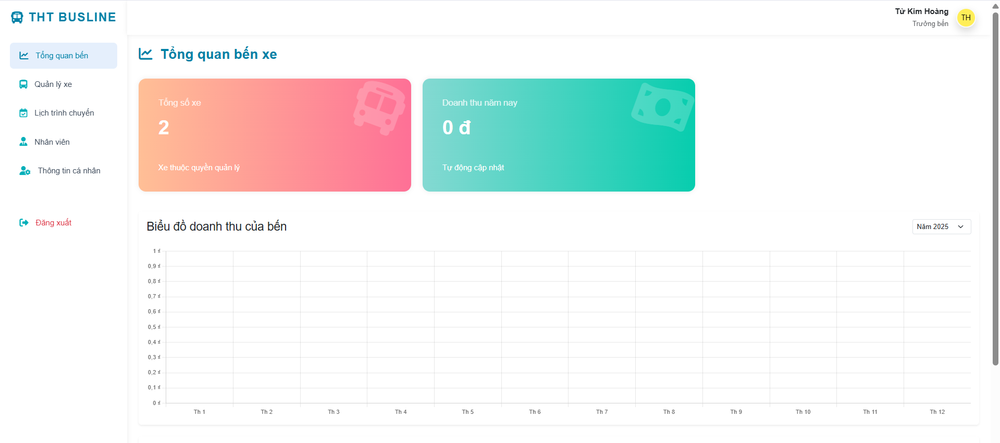 THT BUSLINE
Từ Kim Hoàng
Trưởng bến
TH
Tổng quan bến
Quản lý xe
Lịch trình chuyến
Nhân viên
Thông tin cá nhân
Đăng xuất
Tổng quan bến xe
Tổng số xe
2
Xe thuộc quyền quản lý
Doanh thu năm nay
0 đ
Tự động cập nhật
Biểu đồ doanh thu của bến
Năm 2025
1 ₫
0,9 ₫
0,8 ₫
0,7 ₫
0,6 ₫
0,5 ₫
0,4 ₫
0,3 ₫
0,2 ₫
0,1 ₫
0 ₫
Th 1 Th 2 Th 3 Th 4 Th 5 Th 6 Th 7 Th 8 Th 9 Th 10 Th 11 Th 12